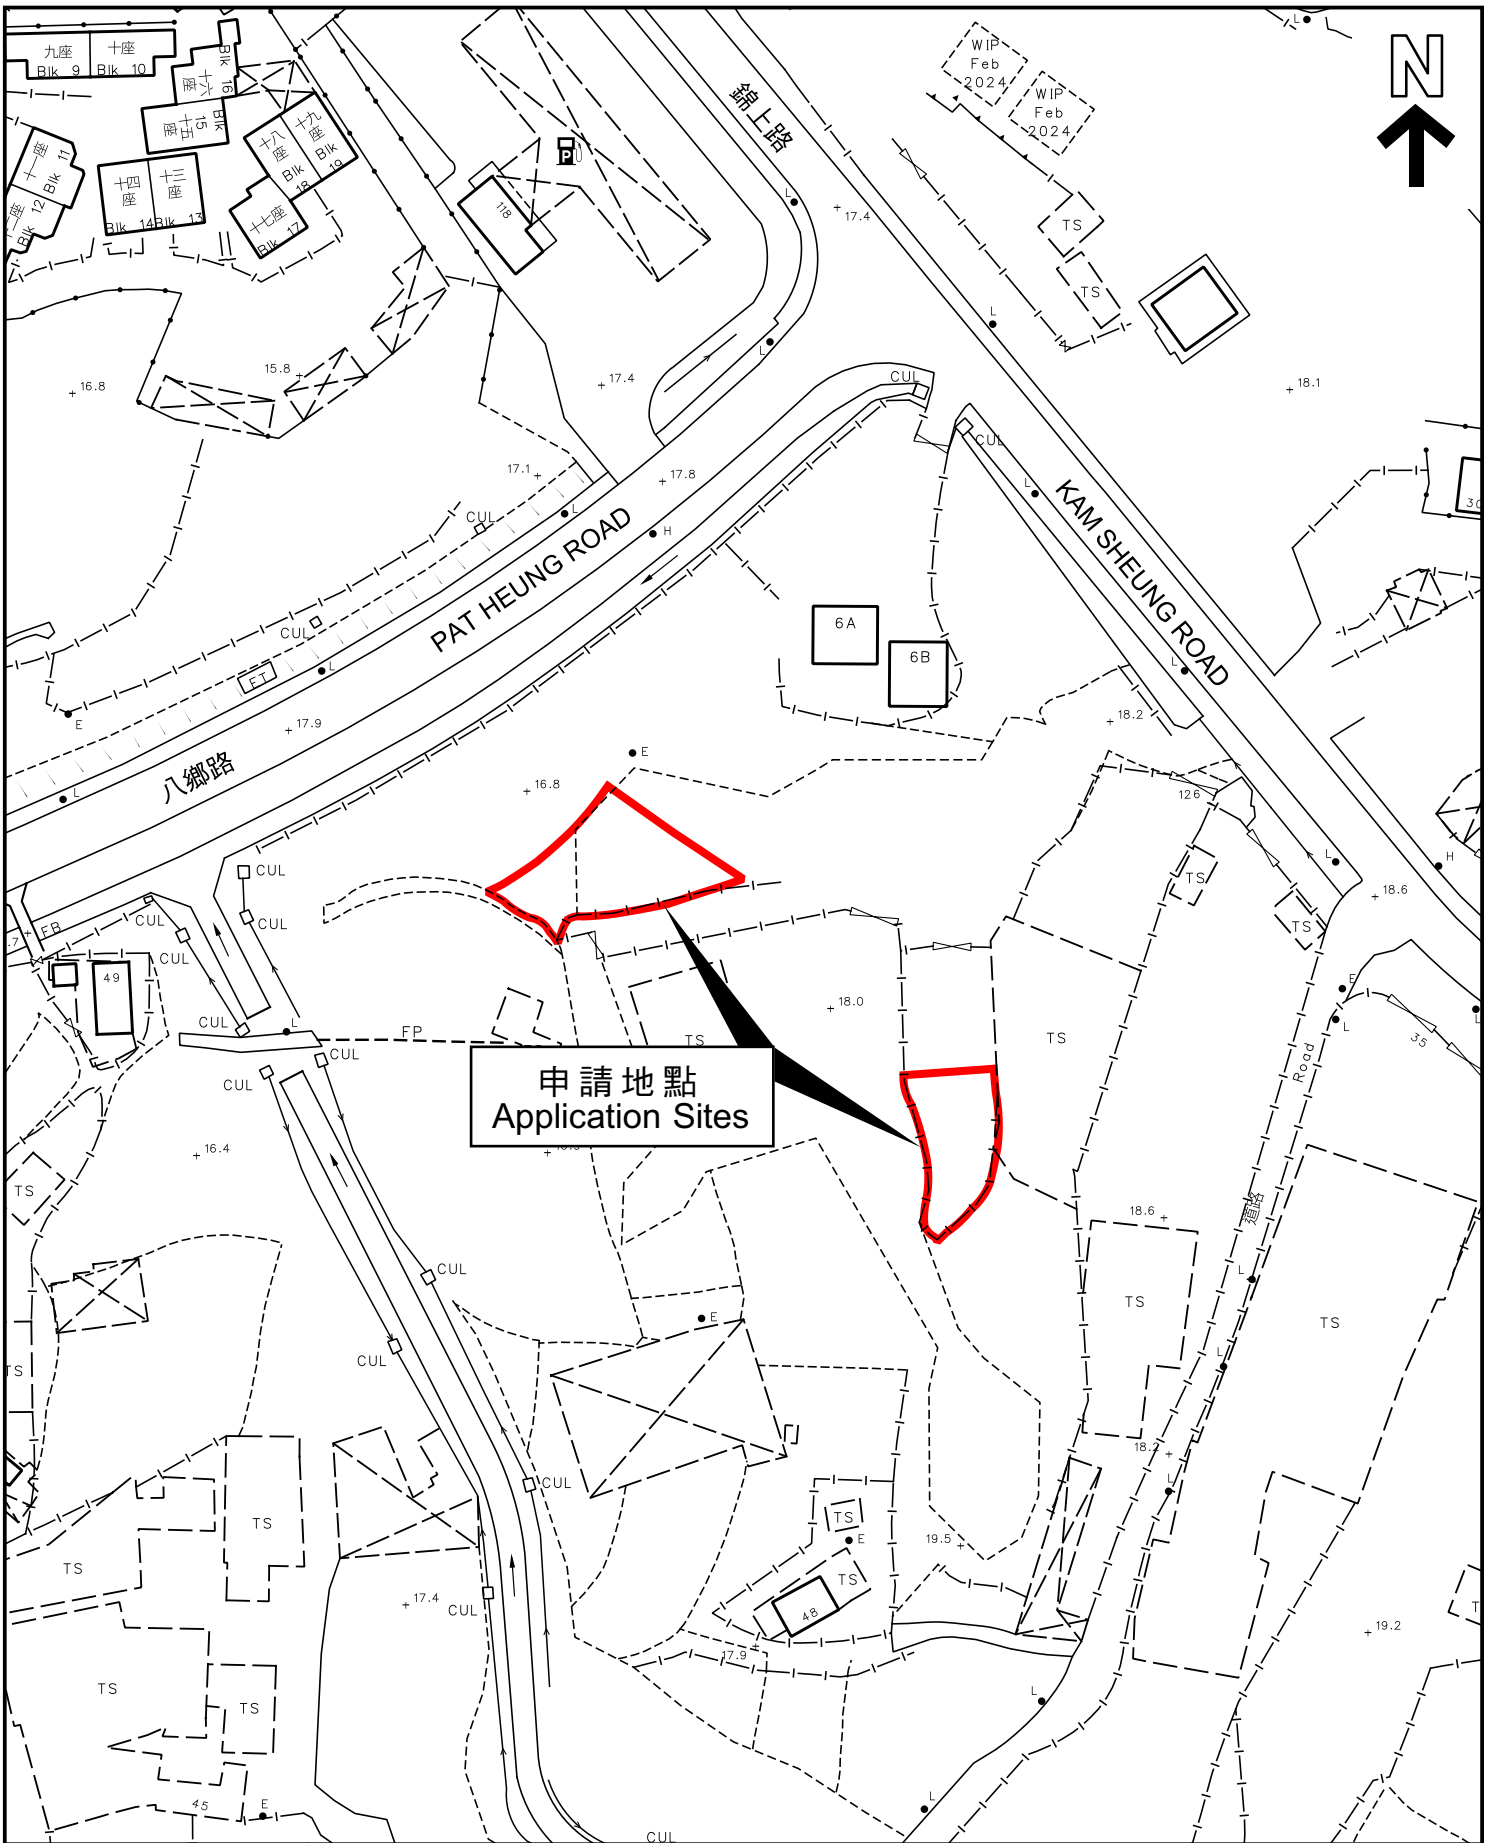 九座
Blk 9
十座
Blk 10
十六座
Blk 16
十五座
Blk 15
十一座
Blk 11
Blk 12
十四座
Blk 14
十三座
Blk 13
十八座
Blk 18
十九座
Blk 19
十七座
Blk 17
118
P
錦上路
WIP
Feb
2024
WIP
Feb
2024
N
L
17.4
TS
TS
L
L
L
16.8
15.8
17.4
18.1
CUL
CUL
17.1
17.8
L
CUL
L
H
30
KAM SHEUNG ROAD
PAT HEUNG ROAD
CUL
6A
6B
FT
L
L
E
17.9
18.2
八鄉路
L
E
16.8
126
L
H
CUL
TS
18.6
CUL
CUL
FB
.7
TS
CUL
49
E
L
L
18.0
CUL
L
FP
TS
TS
35
Road
CUL
CUL
申請地點
Application Sites
16.4
TS
道路
18.6
CUL
L
TS
E
TS
CUL
TS
L
18.2
L
CUL
TS
TS
E
19.5
TS
TS
48
17.4
CUL
19.2
T
17.9
TS
TS
L
45
E
L
CUL